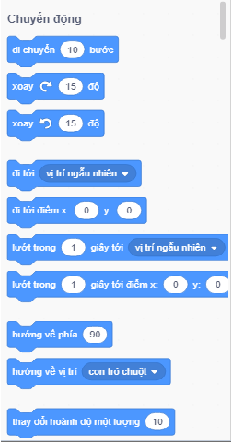 Chuyển động
di chuyển 10 bước
xoay 15 độ
xoay 15 độ
đi tới vị trí ngẫu nhiên
đi tới điểm x: 0 y: 0
lướt trong 1 giây tới vị trí ngẫu nhiên
lướt trong 1 giây tới điểm x: 0 y: 0
hướng về phía 90
hướng về vị trí con trỏ chuột
thay đổi hoành độ một lượng 10